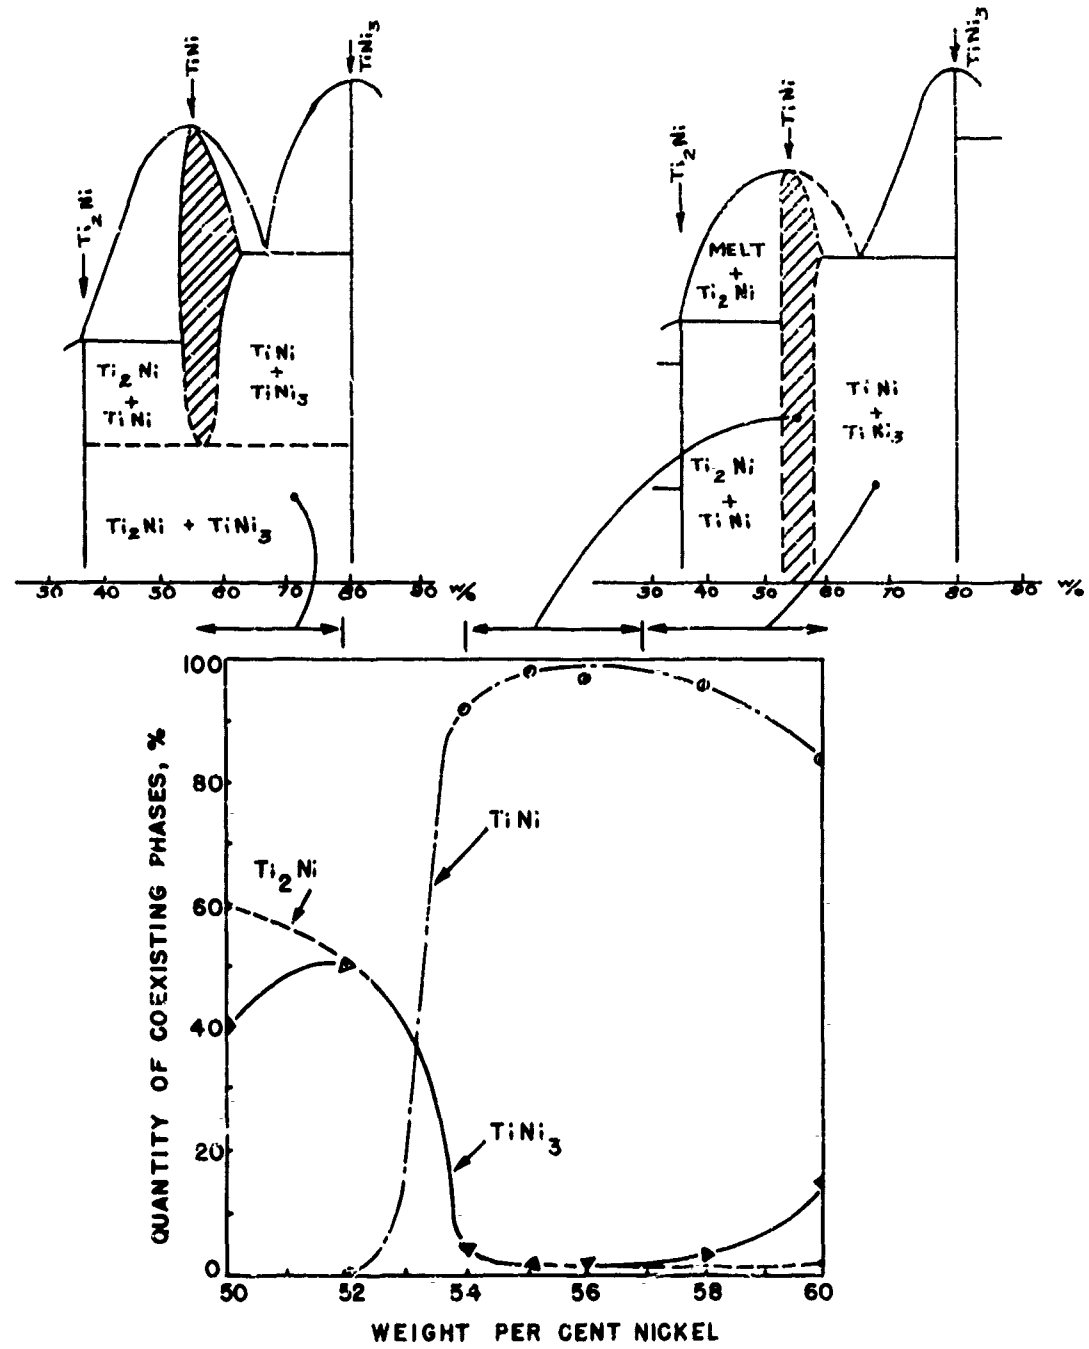 Ti2Ni
TiNi
TiNi3
Ti2Ni
+
TiNi
TiNi
+
TiNi3
Ti2Ni + TiNi3
30 40 50 60 70 80 90 w/o
Ti2Ni
TiNi
TiNi3
MELT
+
Ti2Ni
Ti2Ni
+
TiNi
TiNi
+
TiNi3
30 40 50 60 70 80 90 w/o
QUANTITY OF COEXISTING PHASES, %
100
80
60
40
20
0
Ti2Ni
TiNi
TiNi3
50 52 54 56 58 60
WEIGHT PER CENT NICKEL